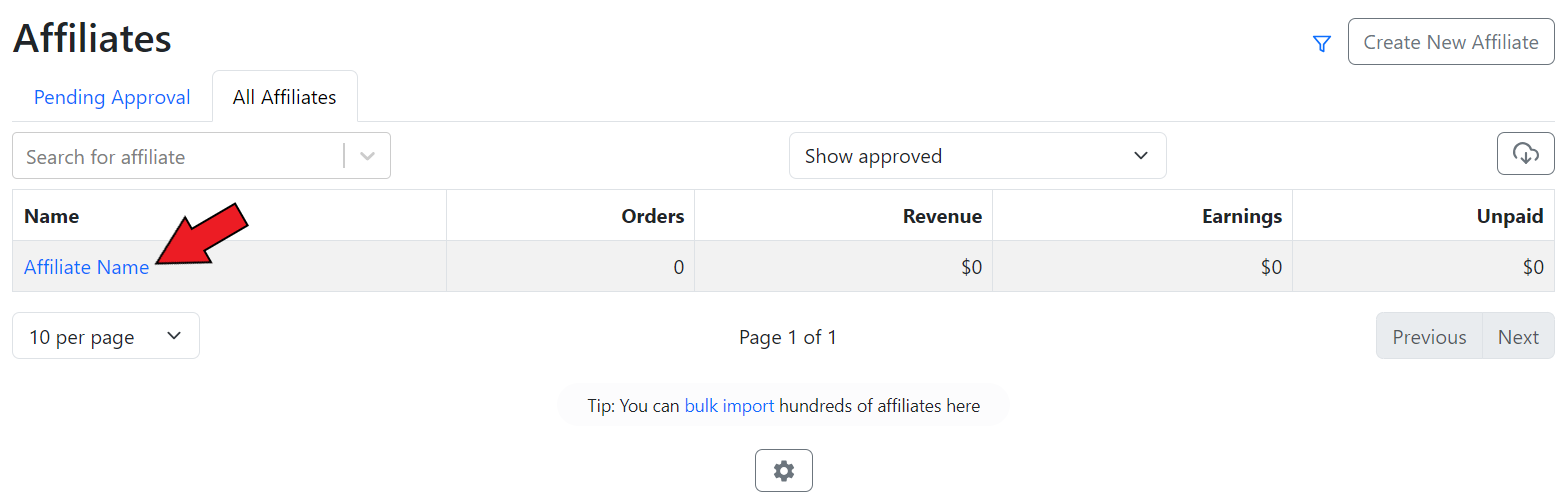 Affiliates
Create New Affiliate
Pending Approval
All Affiliates
Search for affiliate
Show approved
Name Orders Revenue Earnings Unpaid
Affiliate Name 0 $0 $0 $0
10 per page
Page 1 of 1
Previous Next
Tip: You can bulk import hundreds of affiliates here